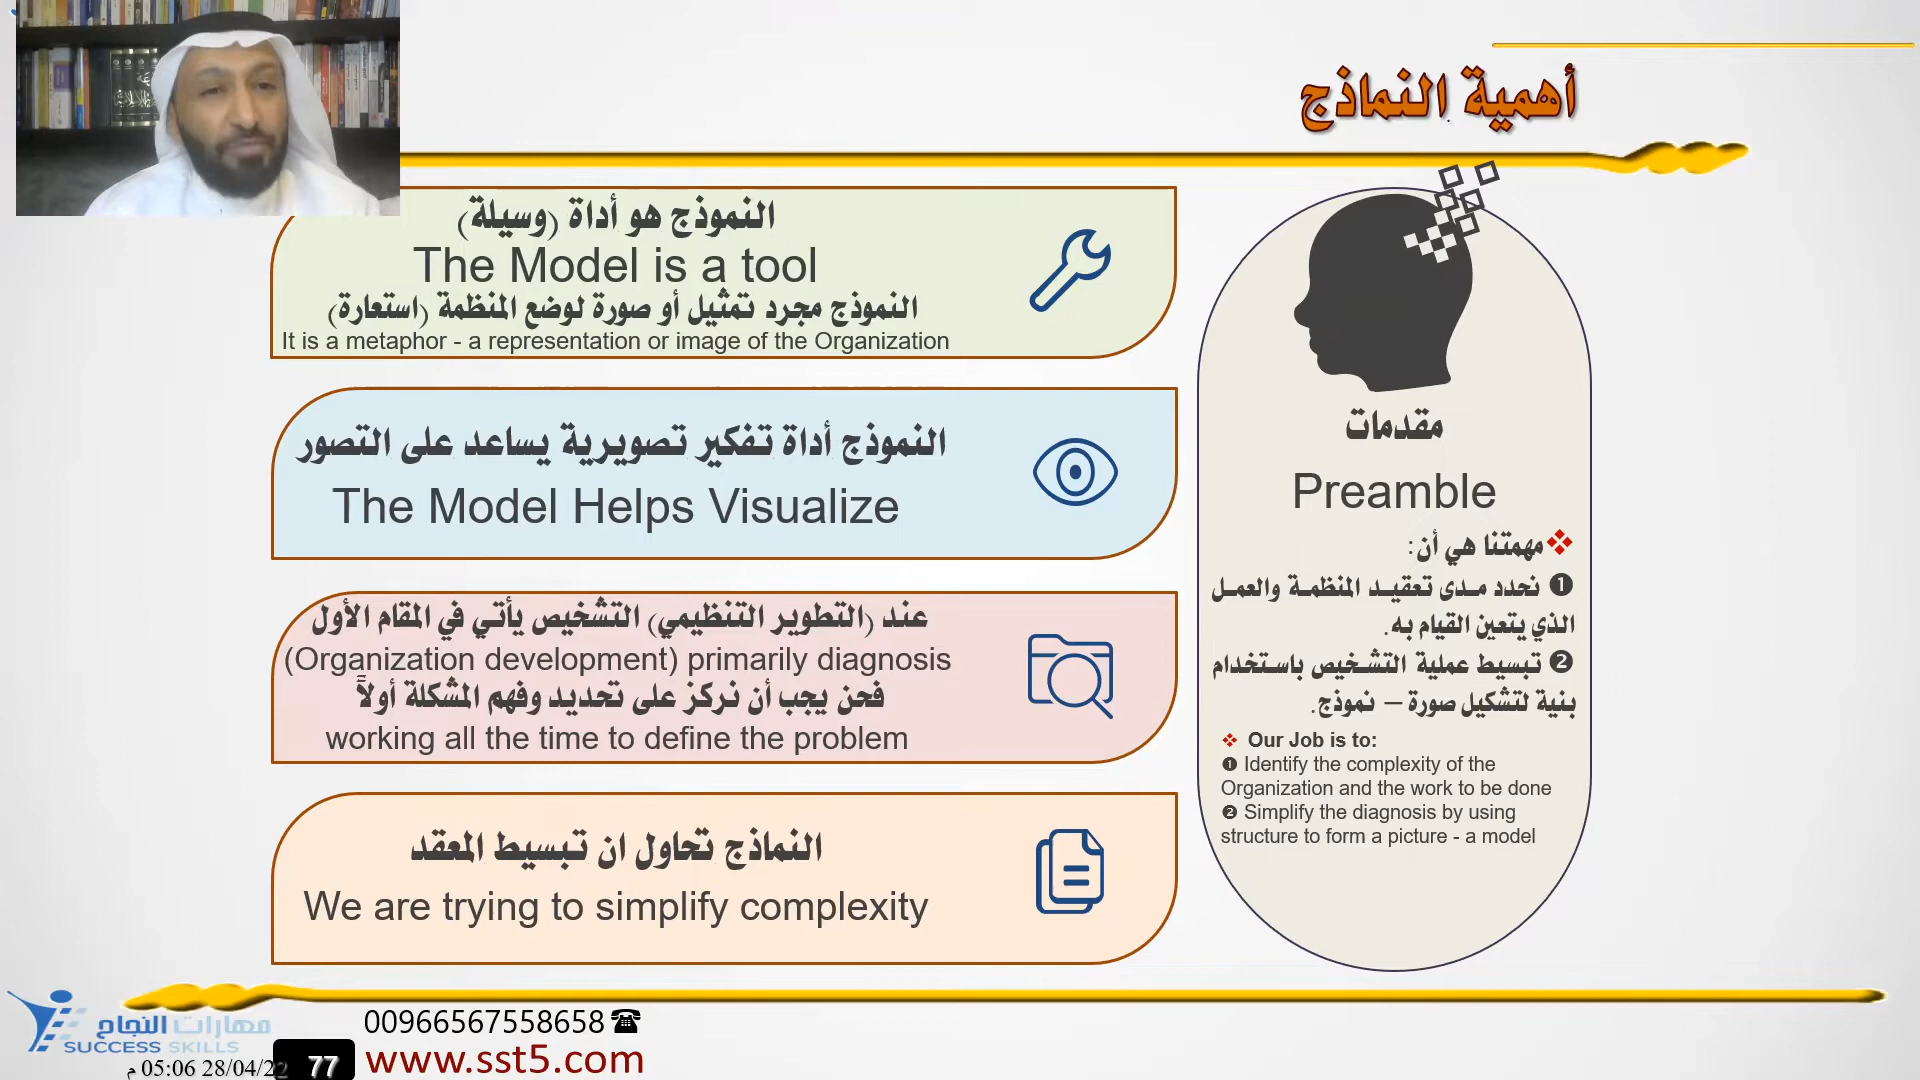 أهمية النماذج
النموذج هو أداة (وسيلة)
The Model is a tool
النموذج مجرد تمثيل أو صورة لوضع المنظمة (استعارة)
It is a metaphor - a representation or image of the Organization
النموذج أداة تفكير تصويرية يساعد على التصور
The Model Helps Visualize
عند (التطوير التنظيمي) التشخيص يأتي في المقام الأول
(Organization development) primarily diagnosis
فحن يجب أن نركز على تحديد وفهم المشكلة أولاً
working all the time to define the problem
النماذج تحاول ان تبسيط المعقد
We are trying to simplify complexity
مقدمات
Preamble
❖مهمتنا هي أن:
❶ نحدد مدى تعقيد المنظمة والعمل
الذي يتعين القيام به.
❷ تبسيط عملية التشخيص باستخدام
بنية لتشكيل صورة – نموذج.
❖ Our Job is to:
❶ Identify the complexity of the
Organization and the work to be done
❷ Simplify the diagnosis by using
structure to form a picture - a model
مهارات النجاح
SUCCESS SKILLS
00966567558658 ☎
www.sst5.com
05:06 28/04/22 م
77